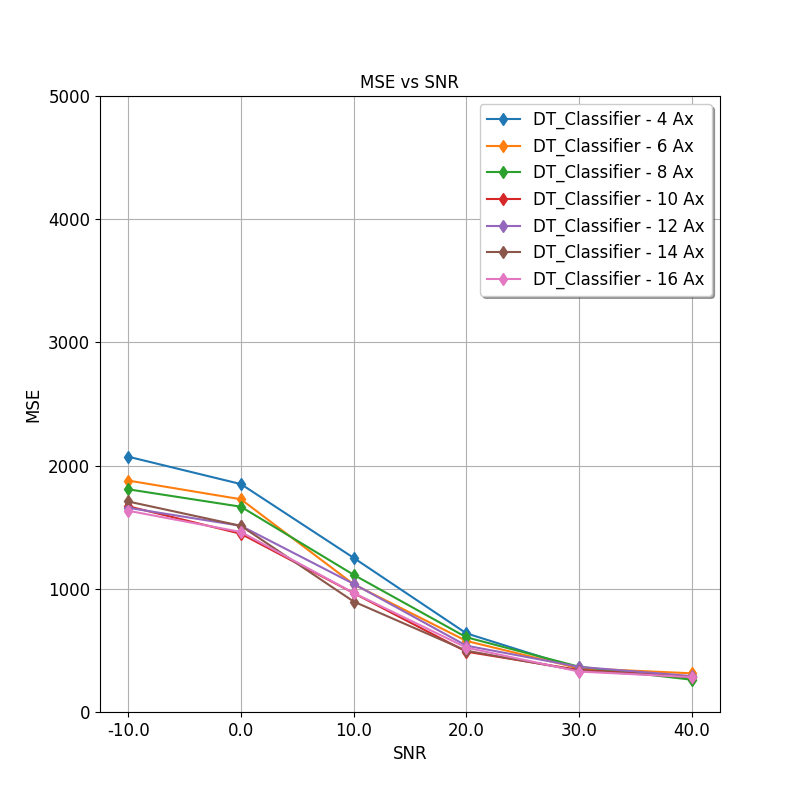 MSE vs SNR
5000
4000
3000
2000
1000
0
MSE
DT_Classifier - 4 Ax
DT_Classifier - 6 Ax
DT_Classifier - 8 Ax
DT_Classifier - 10 Ax
DT_Classifier - 12 Ax
DT_Classifier - 14 Ax
DT_Classifier - 16 Ax
-10.0 0.0 10.0 20.0 30.0 40.0
SNR